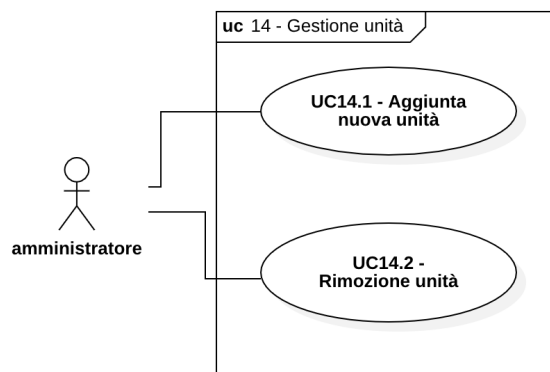 uc 14 - Gestione unità
UC14.1 - Aggiunta
nuova unità
amministratore
UC14.2 -
Rimozione unità